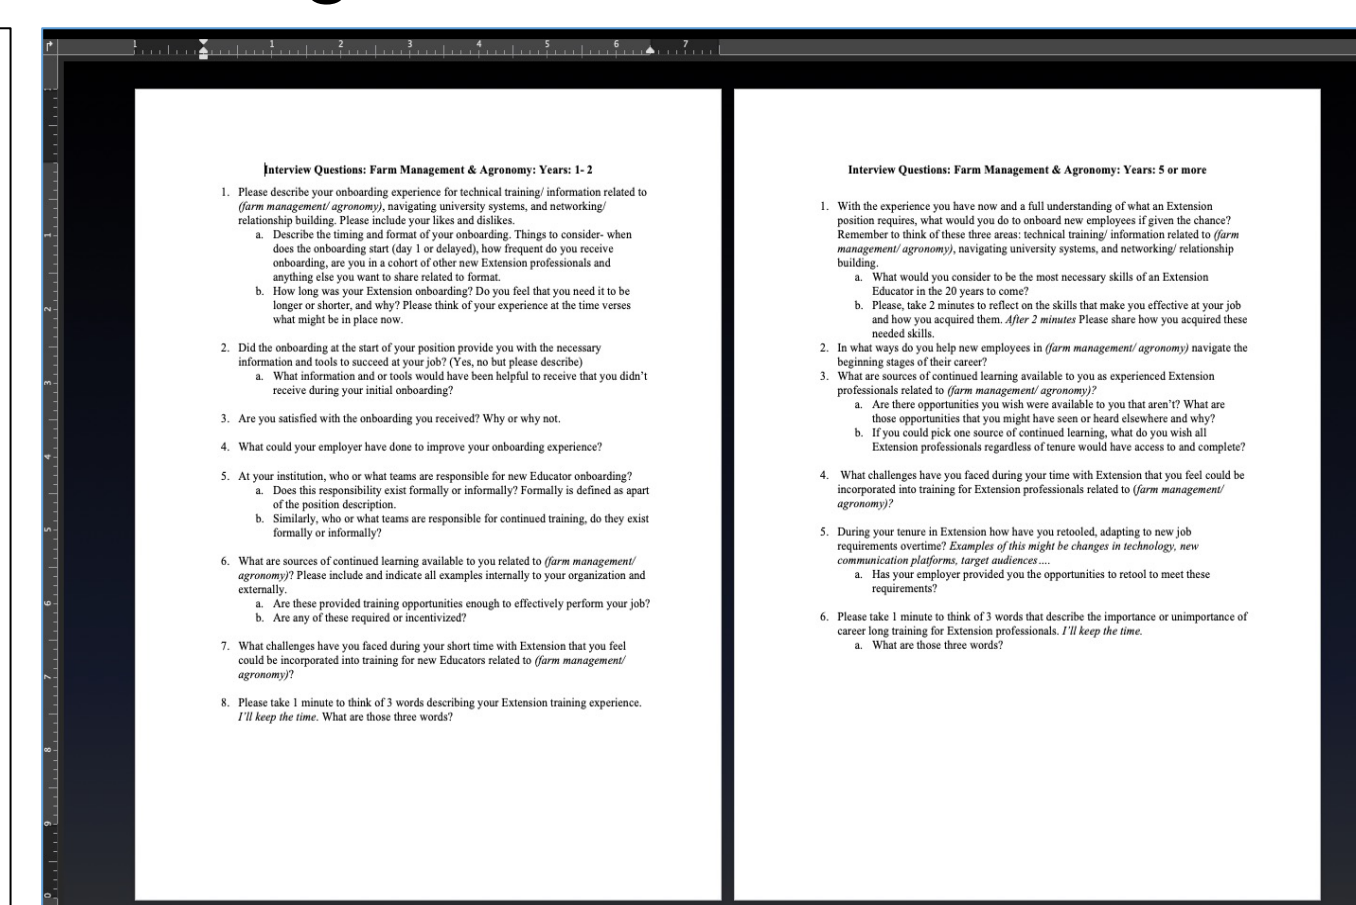 Interview Questions: Farm Management & Agronomy: Years: 1- 2
1. Please describe your onboarding experience for technical training/ information related to
(farm management/ agronomy), navigating university systems, and networking/
relationship building. Please include your likes and dislikes.
a. Describe the timing and format of your onboarding. Things to consider- when
does the onboarding start (day 1 or delayed), how frequent do you receive
onboarding, are you in a cohort of other new Extension professionals and
anything else you want to share related to format.
b. How long was your Extension onboarding? Do you feel that you need it to be
longer or shorter, and why? Please think of your experience at the time verses
what might be in place now.
2. Did the onboarding at the start of your position provide you with the necessary
information and tools to succeed at your job? (Yes, no but please describe)
a. What information and or tools would have been helpful to receive that you didn't
receive during your initial onboarding?
3. Are you satisfied with the onboarding you received? Why or why not.
4. What could your employer have done to improve your onboarding experience?
5. At your institution, who or what teams are responsible for new Educator onboarding?
a. Does this responsibility exist formally or informally? Formally is defined as apart
of the position description.
b. Similarly, who or what teams are responsible for continued training, do they exist
formally or informally?
6. What are sources of continued learning available to you related to (farm management/
agronomy)? Please include and indicate all examples internally to your organization and
externally.
a. Are these provided training opportunities enough to effectively perform your job?
b. Are any of these required or incentivized?
7. What challenges have you faced during your short time with Extension that you feel
could be incorporated into training for new Educators related to (farm management/
agronomy)?
8. Please take 1 minute to think of 3 words describing your Extension training experience.
I'll keep the time. What are those three words?
Interview Questions: Farm Management & Agronomy: Years: 5 or more
1. With the experience you have now and a full understanding of what an Extension
position requires, what would you do to onboard new employees if given the chance?
Remember to think of these three areas: technical training/ information related to (farm
management/ agronomy), navigating university systems, and networking/ relationship
building.
a. What would you consider to be the most necessary skills of an Extension
Educator in the 20 years to come?
b. Please, take 2 minutes to reflect on the skills that make you effective at your job
and how you acquired them. After 2 minutes Please share how you acquired these
needed skills.
2. In what ways do you help new employees in (farm management/ agronomy) navigate the
beginning stages of their career?
3. What are sources of continued learning available to you as experienced Extension
professionals related to (farm management/ agronomy)?
a. Are there opportunities you wish were available to you that aren't? What are
those opportunities that you might have seen or heard elsewhere and why?
b. If you could pick one source of continued learning, what do you wish all
Extension professionals regardless of tenure would have access to and complete?
4. What challenges have you faced during your time with Extension that you feel could be
incorporated into training for Extension professionals related to (farm management/
agronomy)?
5. During your tenure in Extension how have you retooled, adapting to new job
requirements overtime? Examples of this might be changes in technology, new
communication platforms, target audiences….
a. Has your employer provided you the opportunities to retool to meet these
requirements?
6. Please take 1 minute to think of 3 words that describe the importance or unimportance of
career long training for Extension professionals. I'll keep the time.
a. What are those three words?